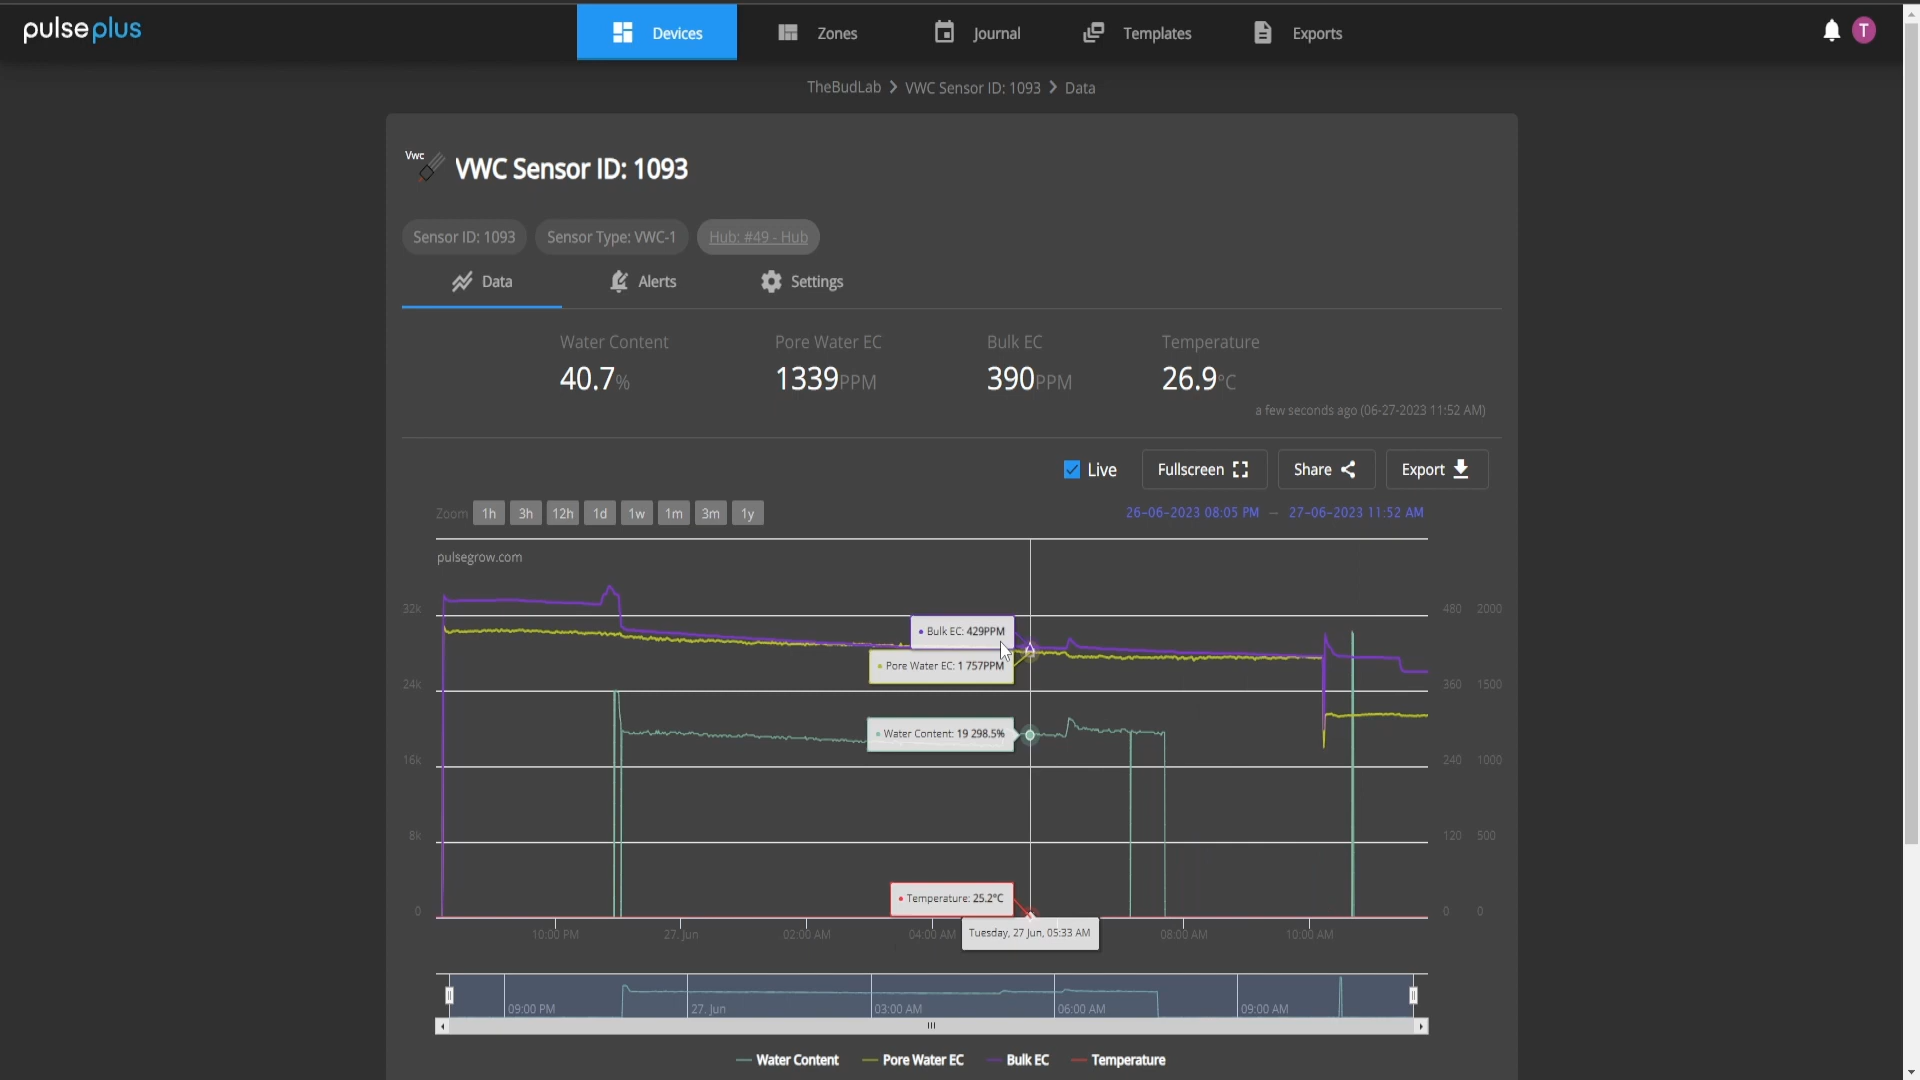 pulse plus
Devices
Zones
Journal
Templates
Exports
T
TheBudLab > VWC Sensor ID: 1093 > Data
Vwc
VWC Sensor ID: 1093
Sensor ID: 1093
Sensor Type: VWC-1
Hub: #49 - Hub
Data
Alerts
Settings
Water Content
Pore Water EC
Bulk EC
Temperature
40.7%
1339PPM
390PPM
26.9°C
a few seconds ago (06-27-2023 11:52 AM)
Live
Fullscreen
Share
Export
Zoom 1h 3h 12h 1d 1w 1m 3m 1y
26-06-2023 08:05 PM – 27-06-2023 11:52 AM
pulsegrow.com
32k
480 2000
Bulk EC: 429PPM
Pore Water EC: 1 757PPM
24k
360 1500
Water Content: 19 298.5%
16k
240 1000
8k
120 500
Temperature: 25.2°C
0
0 0
10:00 PM
27. Jun
02:00 AM
04:00 AM
Tuesday, 27 Jun, 05:33 AM
08:00 AM
10:00 AM
09:00 PM
27. Jun
03:00 AM
06:00 AM
09:00 AM
Water Content
Pore Water EC
Bulk EC
Temperature